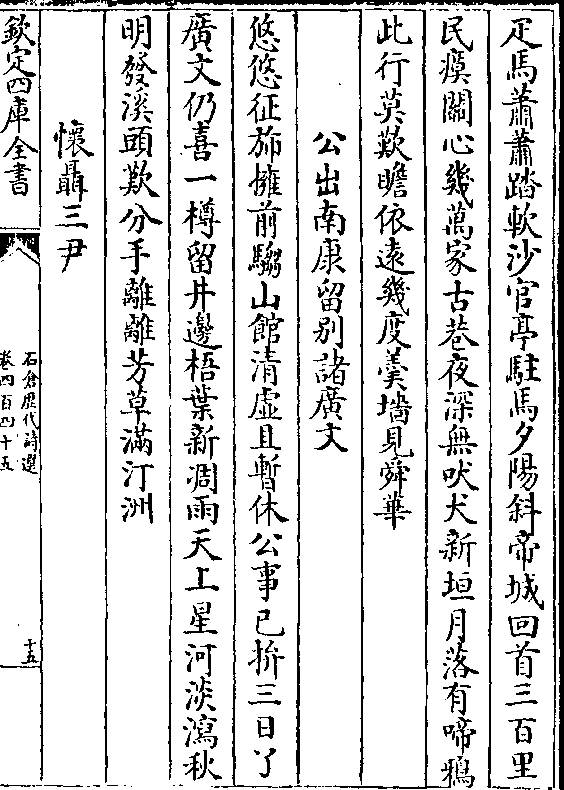 疋馬蕭蕭踏軟沙官亭駐馬夕陽斜帝城回首三百里
民瘼關心幾萬家古巷夜深無吠犬新垣月落有啼鴉
此行莫歎瞻依遠幾度羮墻見舜華
公出南康留别諸廣文
悠悠征斾擁前騶山館清虛且暫休公事已拚三日了
廣文仍喜一樽留井邊梧葉新凋雨天上星河淡瀉秋
明發溪頭歎分手離離芳草滿汀洲
懷聶三尹
欽定四庫全書
石倉歷代詩選
卷四百四十五
十五